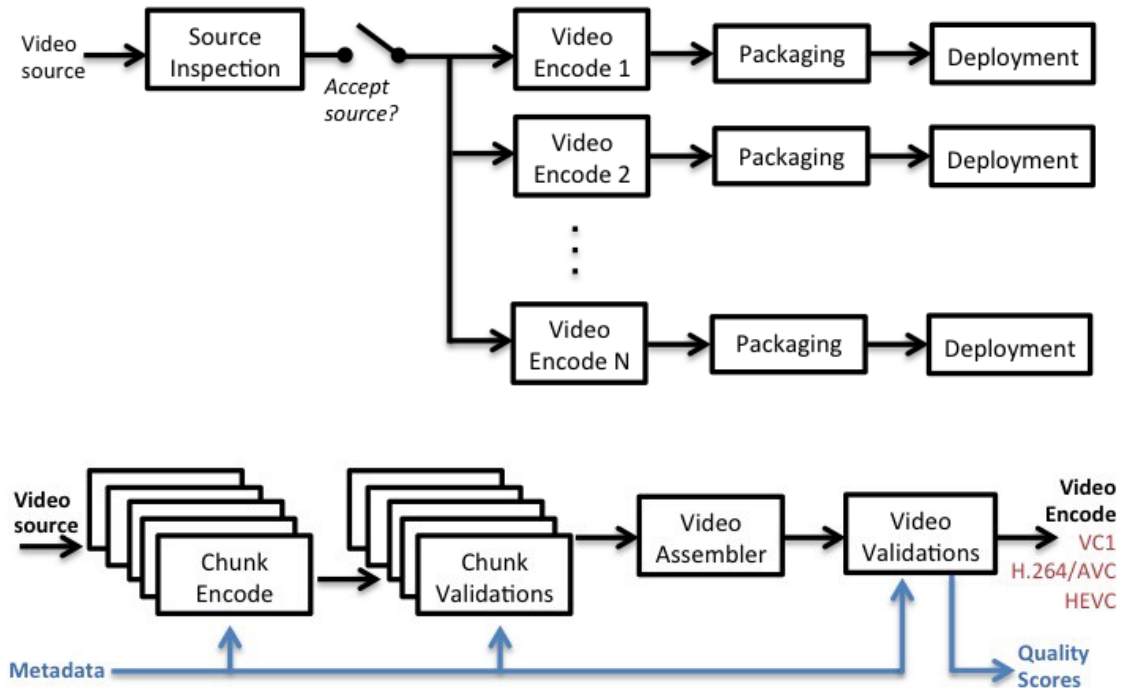 Video
source
Source
Inspection
Accept
source?
Video
Encode 1
Packaging
Deployment
Video
Encode 2
Packaging
Deployment
Video
Encode N
Packaging
Deployment
Video
source
Chunk
Encode
Chunk
Validations
Video
Assembler
Video
Validations
Video
Encode
VC1
H.264/AVC
HEVC
Metadata
Quality
Scores